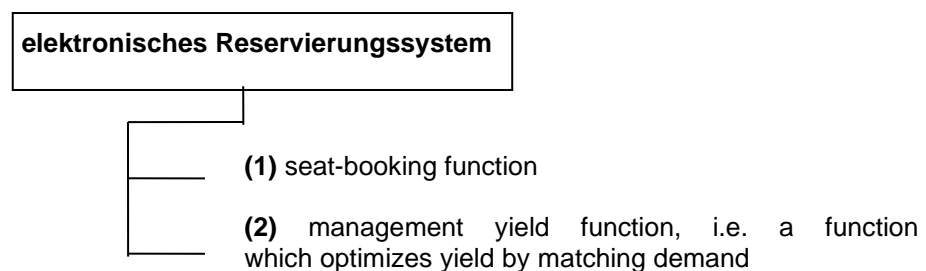 elektronisches Reservierungssystem
(1) seat-booking function
(2) management yield function, i.e. a function
which optimizes yield by matching demand